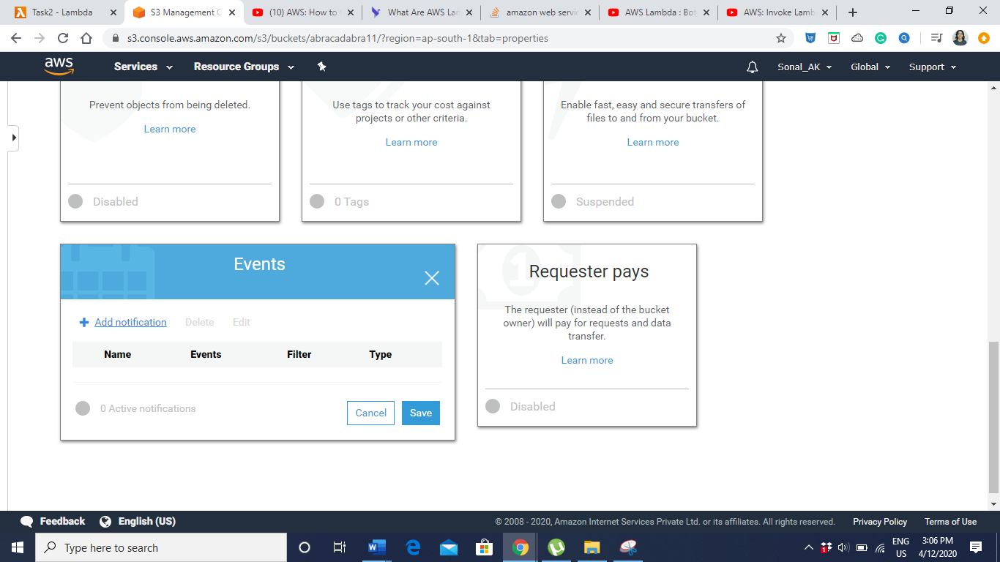 Task2 - Lambda
S3 Management C
(10) AWS: How to
What Are AWS La
amazon web servi
AWS Lambda : Bot
AWS: Invoke Lamb
s3.console.aws.amazon.com/s3/buckets/abracadabra11/?region=ap-south-1&tab=properties
aws
Services
Resource Groups
Sonal_AK
Global
Support
Prevent objects from being deleted.
Learn more
Disabled
Use tags to track your cost against
projects or other criteria.
Learn more
0 Tags
Enable fast, easy and secure transfers of
files to and from your bucket.
Learn more
Suspended
Events
+ Add notification Delete Edit
Name Events Filter Type
0 Active notifications
Cancel Save
Requester pays
The requester (instead of the bucket
owner) will pay for requests and data
transfer.
Learn more
Disabled
Feedback
English (US)
© 2008 - 2020, Amazon Internet Services Private Ltd. or its affiliates. All rights reserved.
Privacy Policy
Terms of Use
Type here to search
ENG
US
3:06 PM
4/12/2020